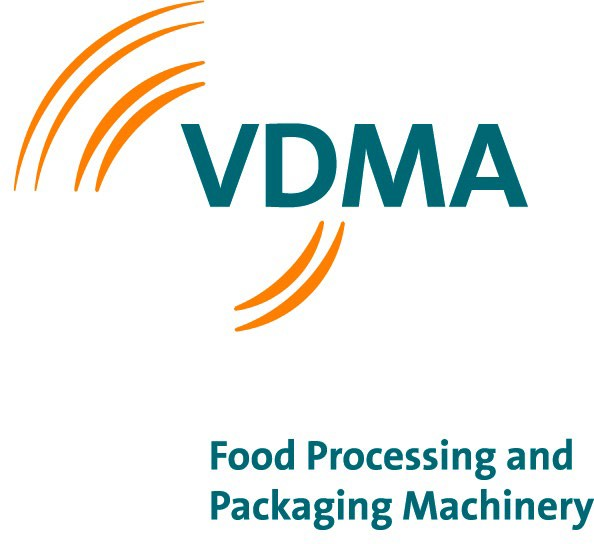 VDMA
Food Processing and
Packaging Machinery